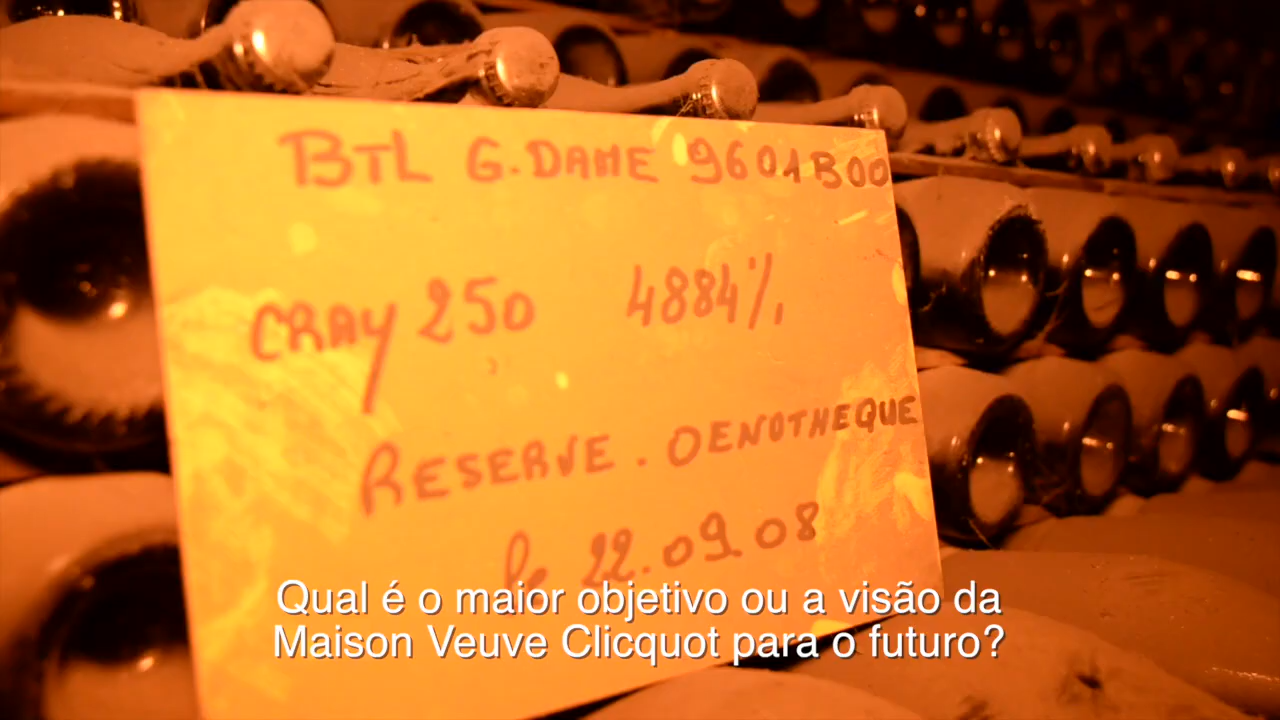 BTL G.DAME 9601B00
CRAY 250 4884%
RESERVE. OENOTHEQUE
le 22.09.08
Qual é o maior objetivo ou a visão da
Maison Veuve Clicquot para o futuro?